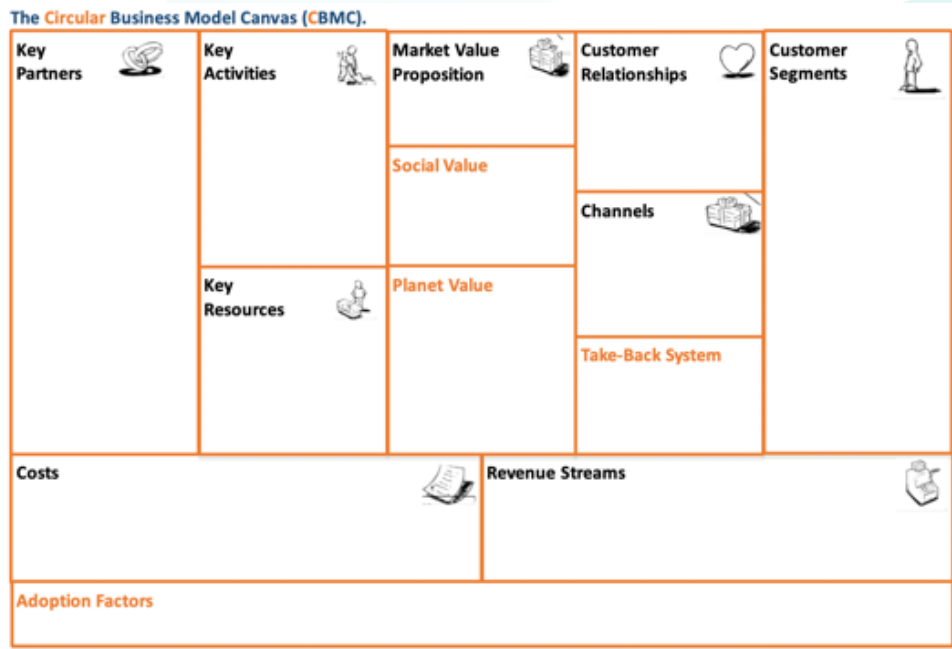 The Circular Business Model Canvas (CBMC).
Key
Partners
Key
Activities
Key
Resources
Market Value
Proposition
Social Value
Planet Value
Customer
Relationships
Channels
Take-Back System
Customer
Segments
Costs
Revenue Streams
Adoption Factors